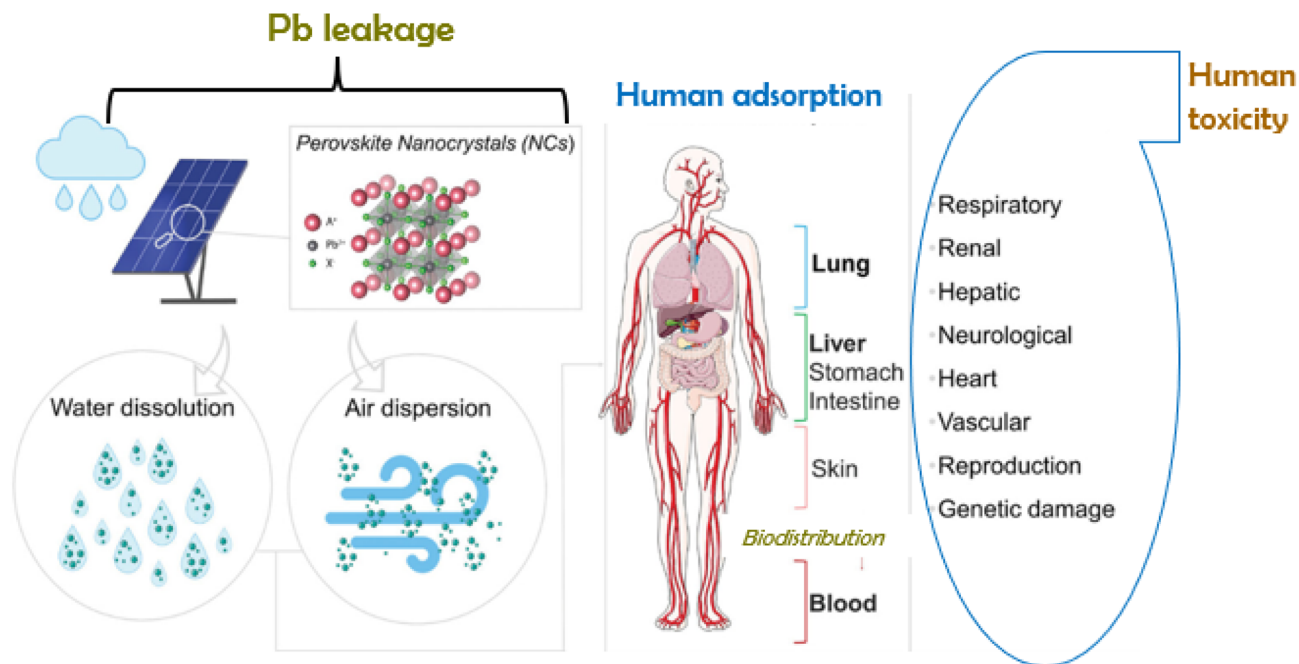 Pb leakage
Perovskite Nanocrystals (NCs)
A⁺
Pb²⁺
X⁻
Water dissolution
Air dispersion
Human adsorption
Lung
Liver
Stomach
Intestine
Skin
Biodistribution
Blood
Human
toxicity
Respiratory
Renal
Hepatic
Neurological
Heart
Vascular
Reproduction
Genetic damage